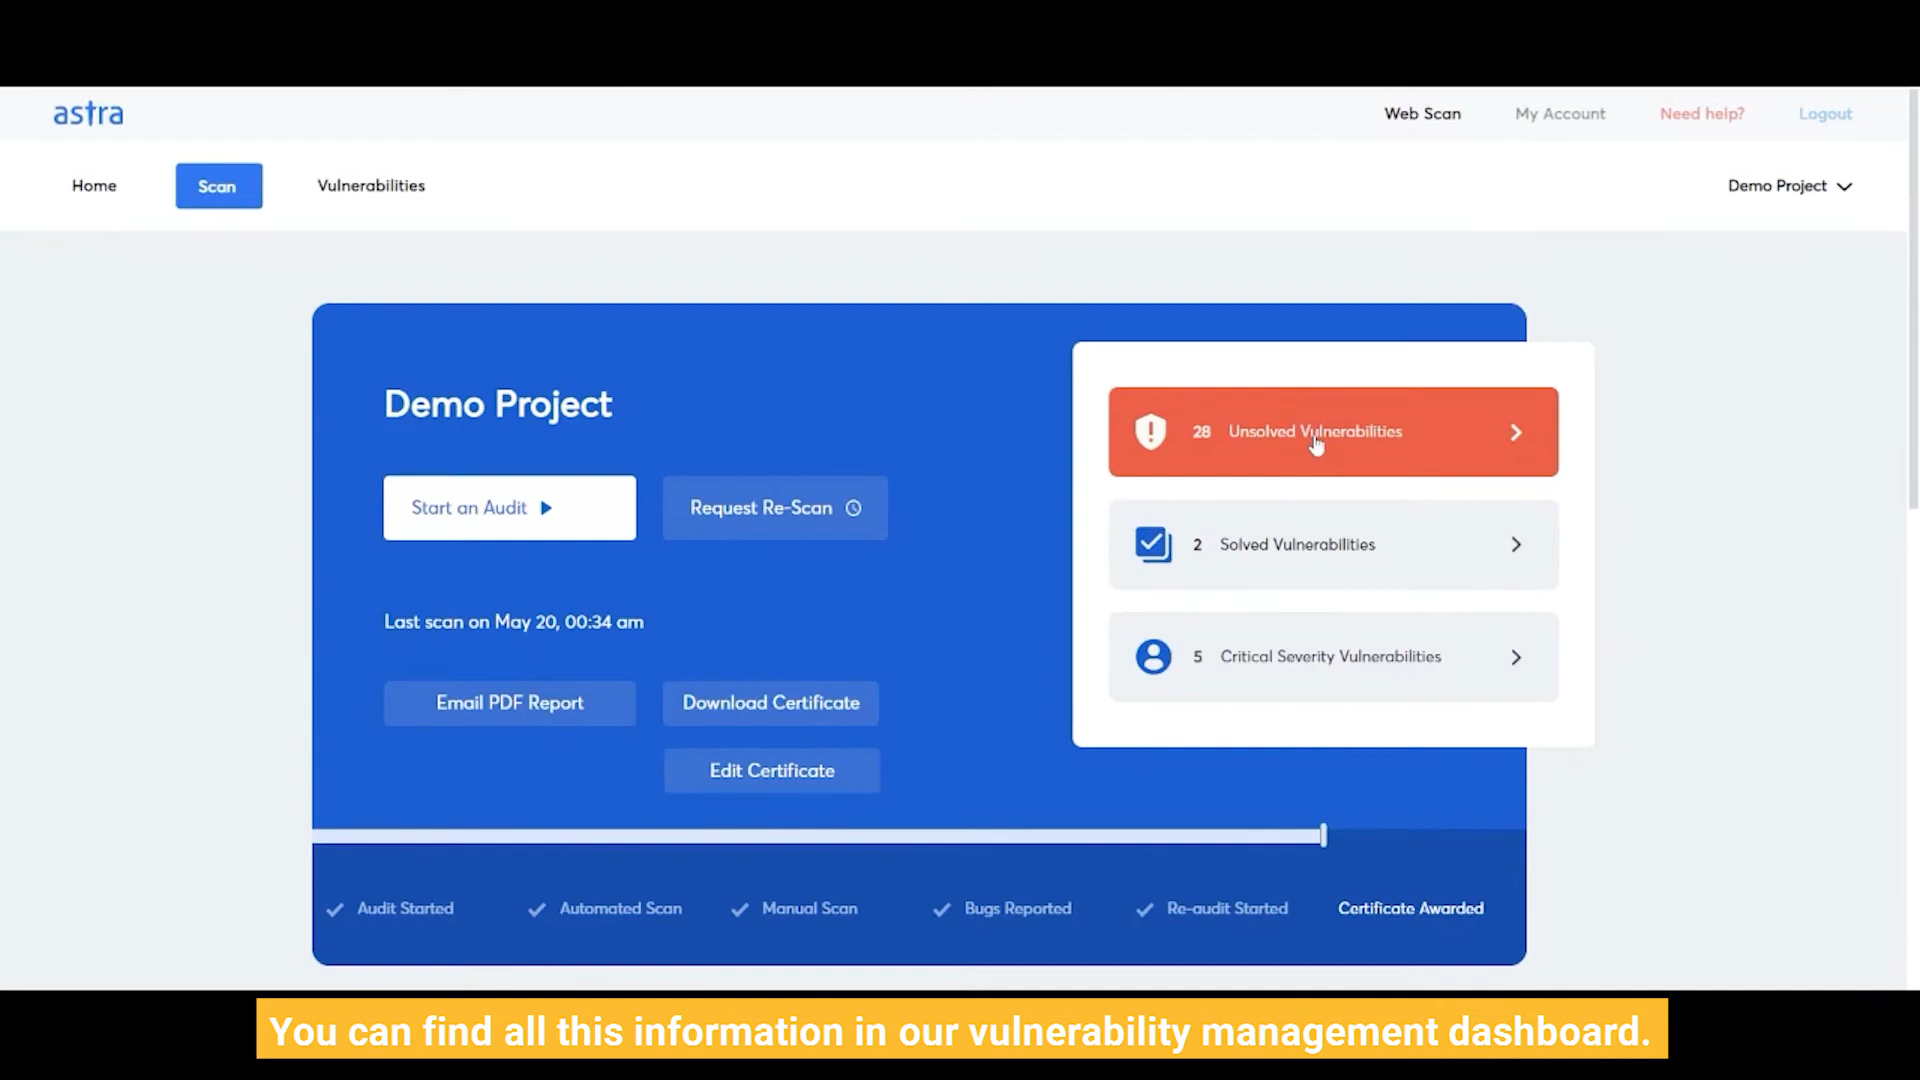 astra
Web Scan
My Account
Need help?
Logout
Home
Scan
Vulnerabilities
Demo Project
Demo Project
Start an Audit
Request Re-Scan
Last scan on May 20, 00:34 am
Email PDF Report
Download Certificate
Edit Certificate
28 Unsolved Vulnerabilities
2 Solved Vulnerabilities
5 Critical Severity Vulnerabilities
Audit Started
Automated Scan
Manual Scan
Bugs Reported
Re-audit Started
Certificate Awarded
You can find all this information in our vulnerability management dashboard.